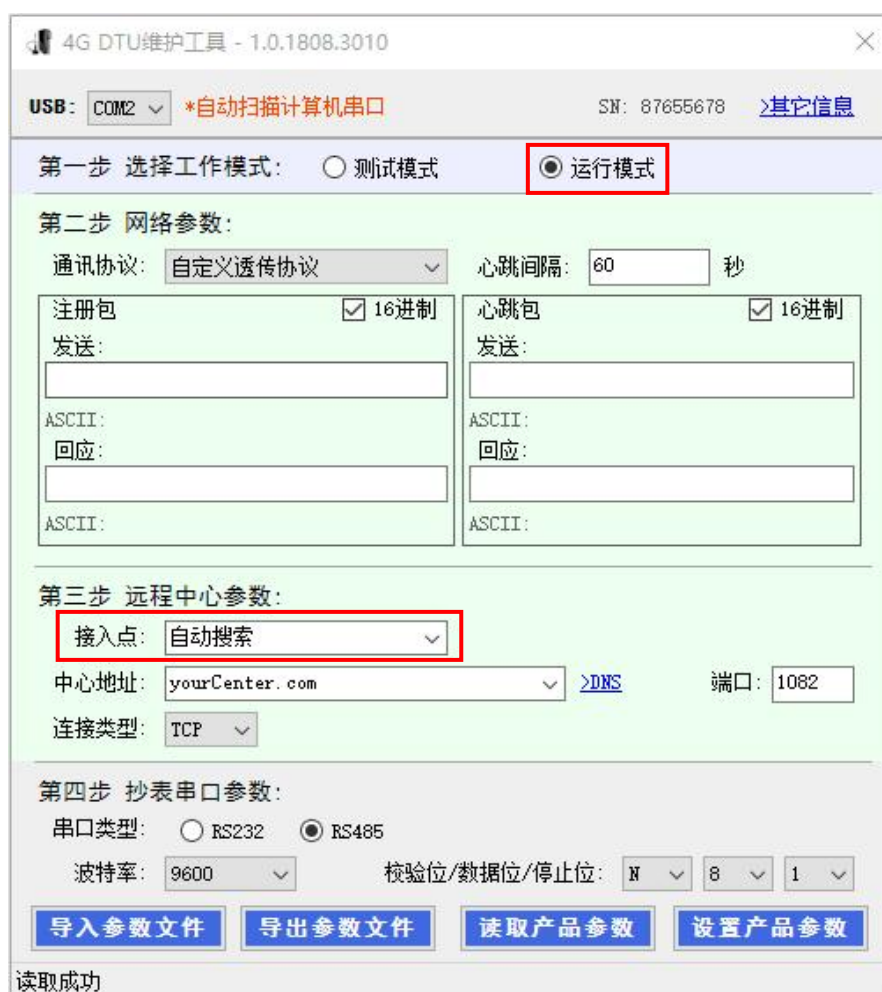 4G DTU维护工具 - 1.0.1808.3010
USB: COM2 *自动扫描计算机串口 SN: 87655678 >其它信息
第一步 选择工作模式: 测试模式 运行模式
第二步 网络参数:
通讯协议: 自定义透传协议 心跳间隔: 60 秒
注册包 16进制 心跳包 16进制
发送: 发送:
ASCII: ASCII:
回应: 回应:
ASCII: ASCII:
第三步 远程中心参数:
接入点: 自动搜索
中心地址: yourCenter.com >DNS 端口: 1082
连接类型: TCP
第四步 抄表串口参数:
串口类型: RS232 RS485
波特率: 9600 校验位/数据位/停止位: N 8 1
导入参数文件 导出参数文件 读取产品参数 设置产品参数
读取成功